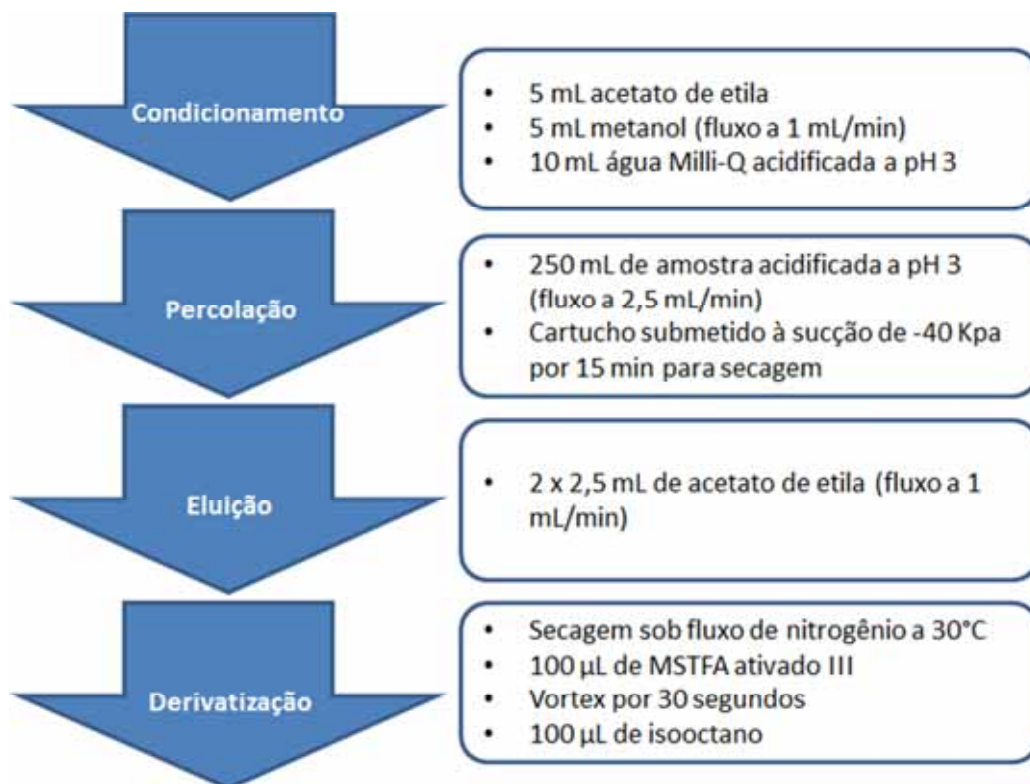 Condicionamento
• 5 mL acetato de etila
• 5 mL metanol (fluxo a 1 mL/min)
• 10 mL água Milli-Q acidificada a pH 3
Percolação
• 250 mL de amostra acidificada a pH 3
(fluxo a 2,5 mL/min)
• Cartucho submetido à sucção de -40 Kpa
por 15 min para secagem
Eluição
• 2 x 2,5 mL de acetato de etila (fluxo a 1
mL/min)
Derivatização
• Secagem sob fluxo de nitrogênio a 30°C
• 100 µL de MSTFA ativado III
• Vortex por 30 segundos
• 100 µL de isooctano